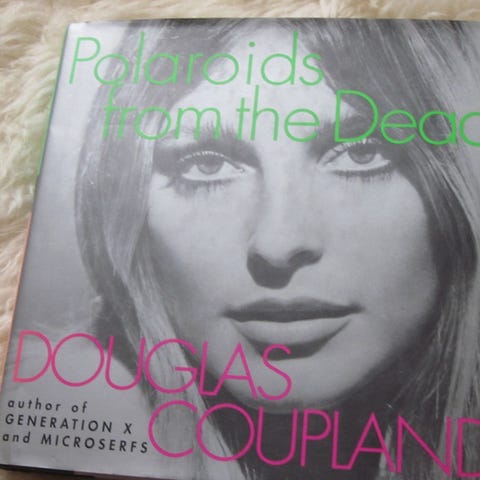 Polaroids
from the Dead
DOUGLAS
COUPLAND
author of
GENERATION X
and MICROSERFS